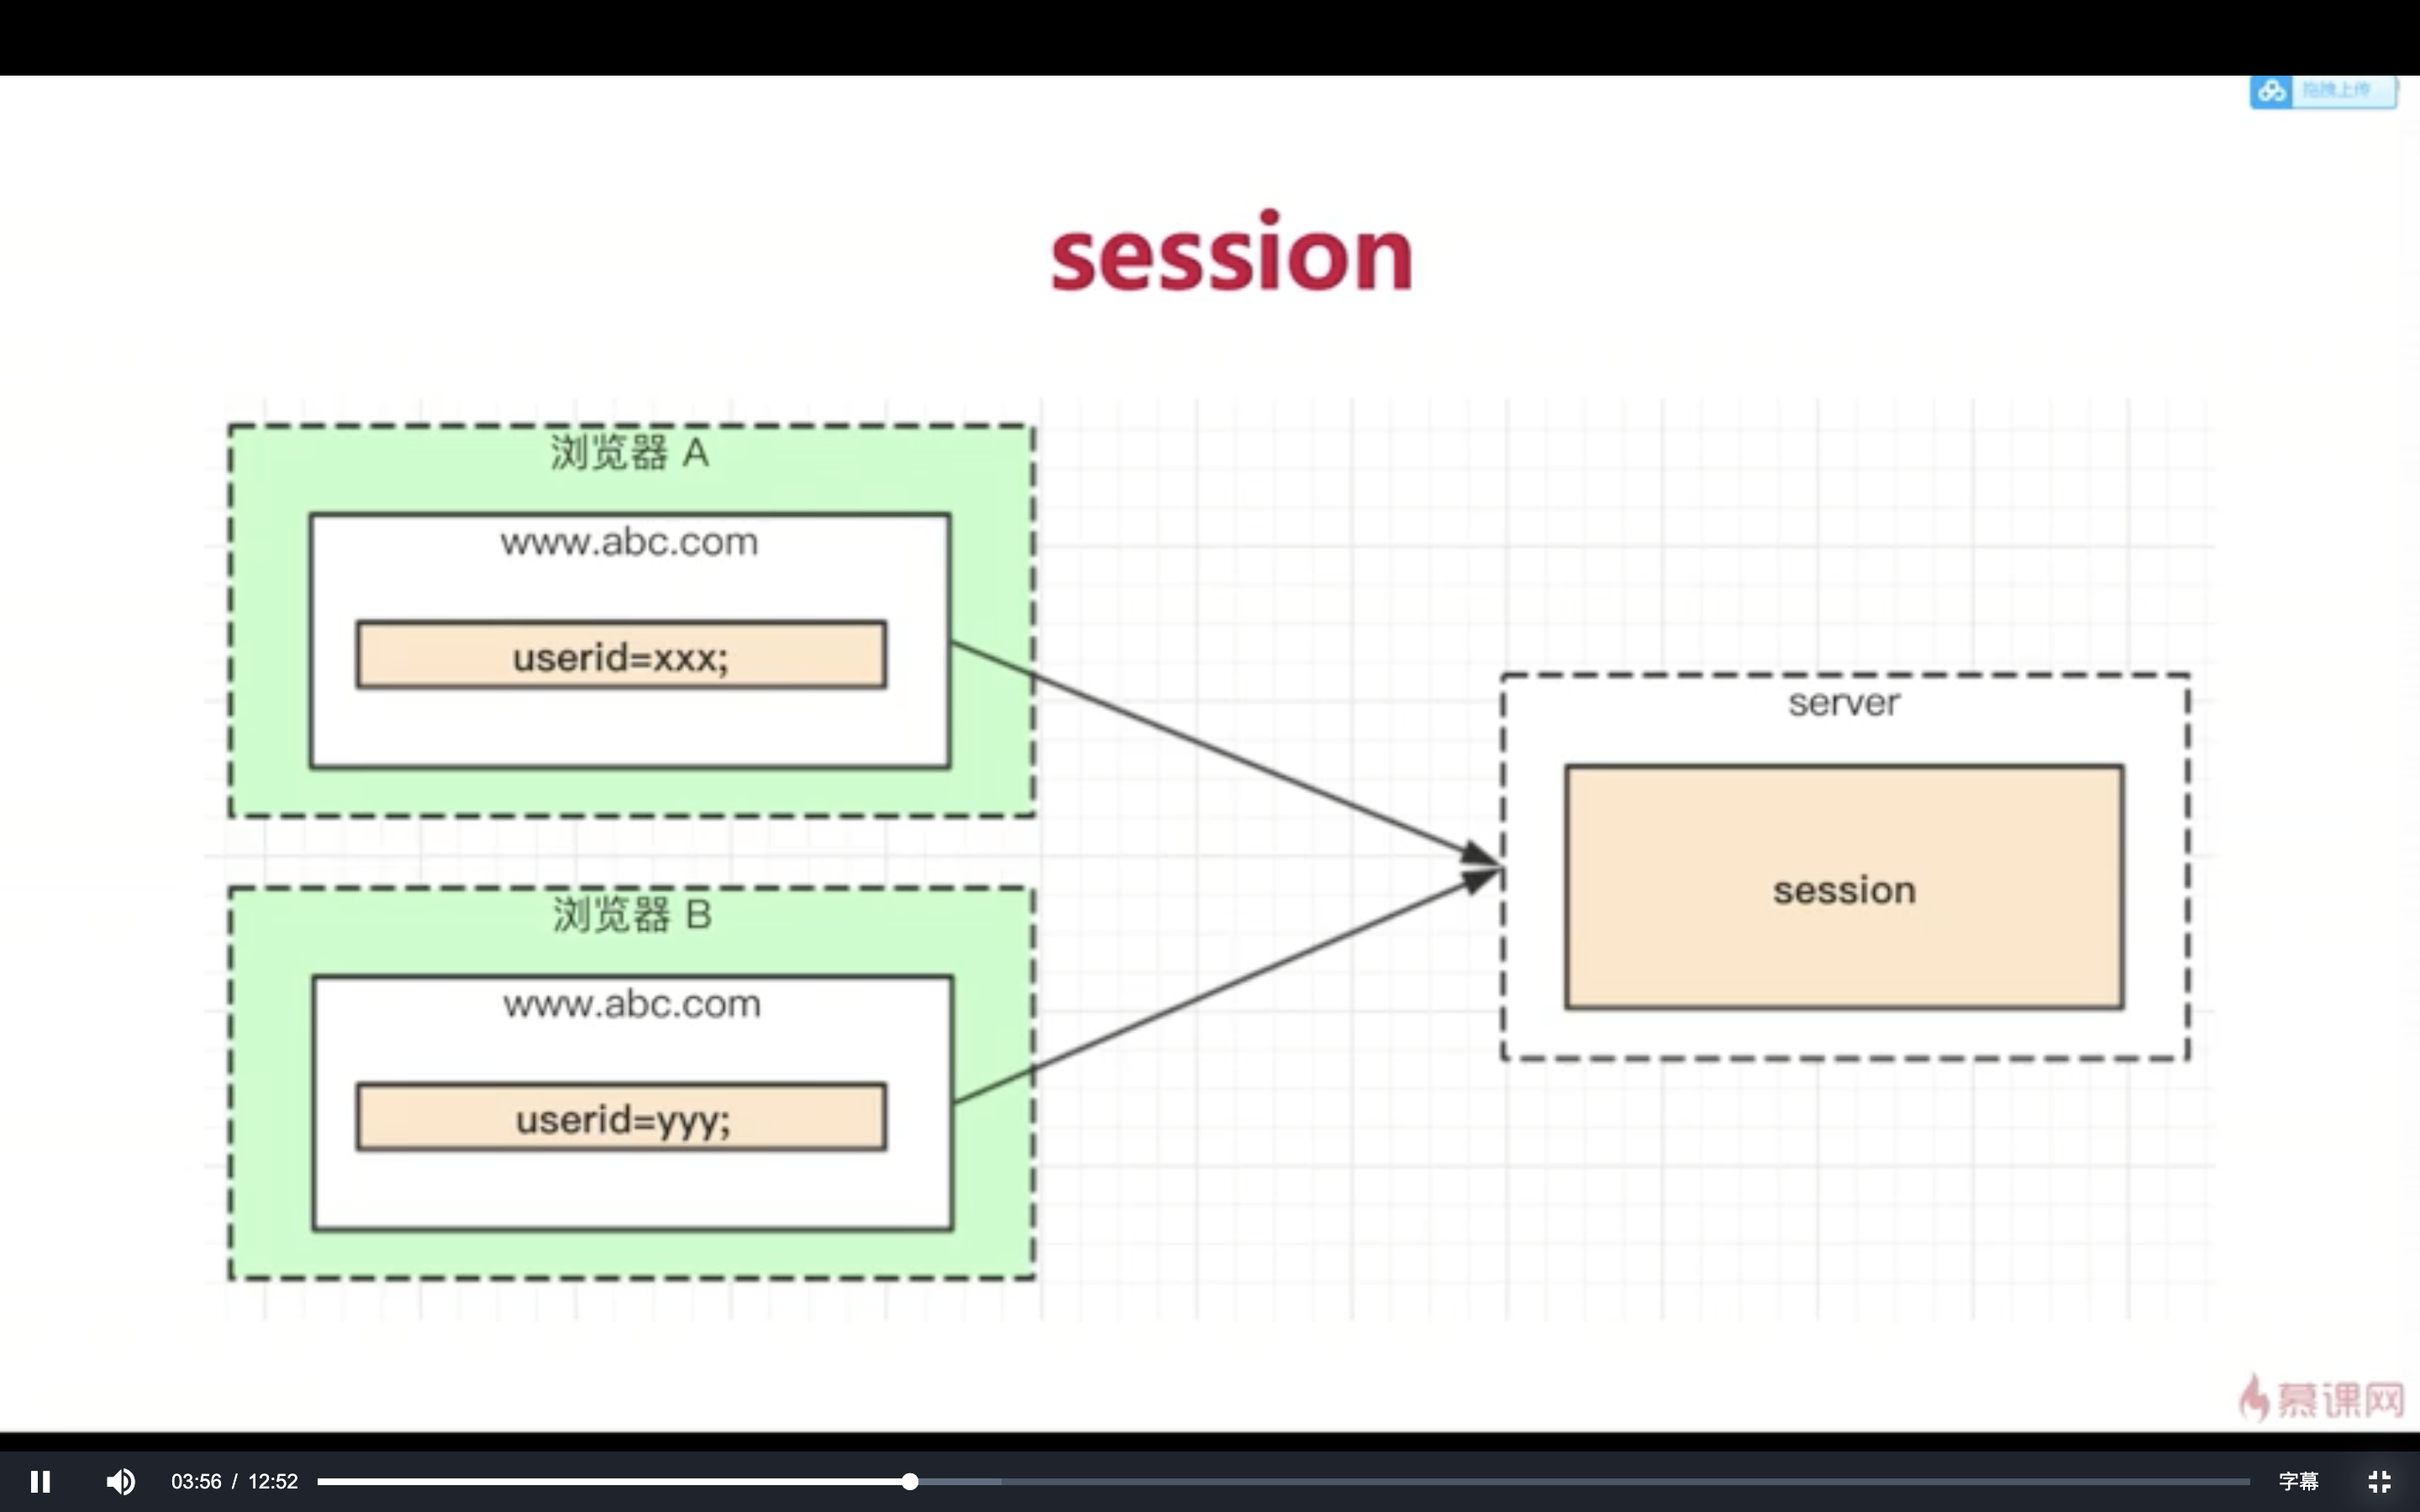 拖拽上传
session
浏览器 A
www.abc.com
userid=xxx;
浏览器 B
www.abc.com
userid=yyy;
server
session
慕课网
03:56 / 12:52
字幕